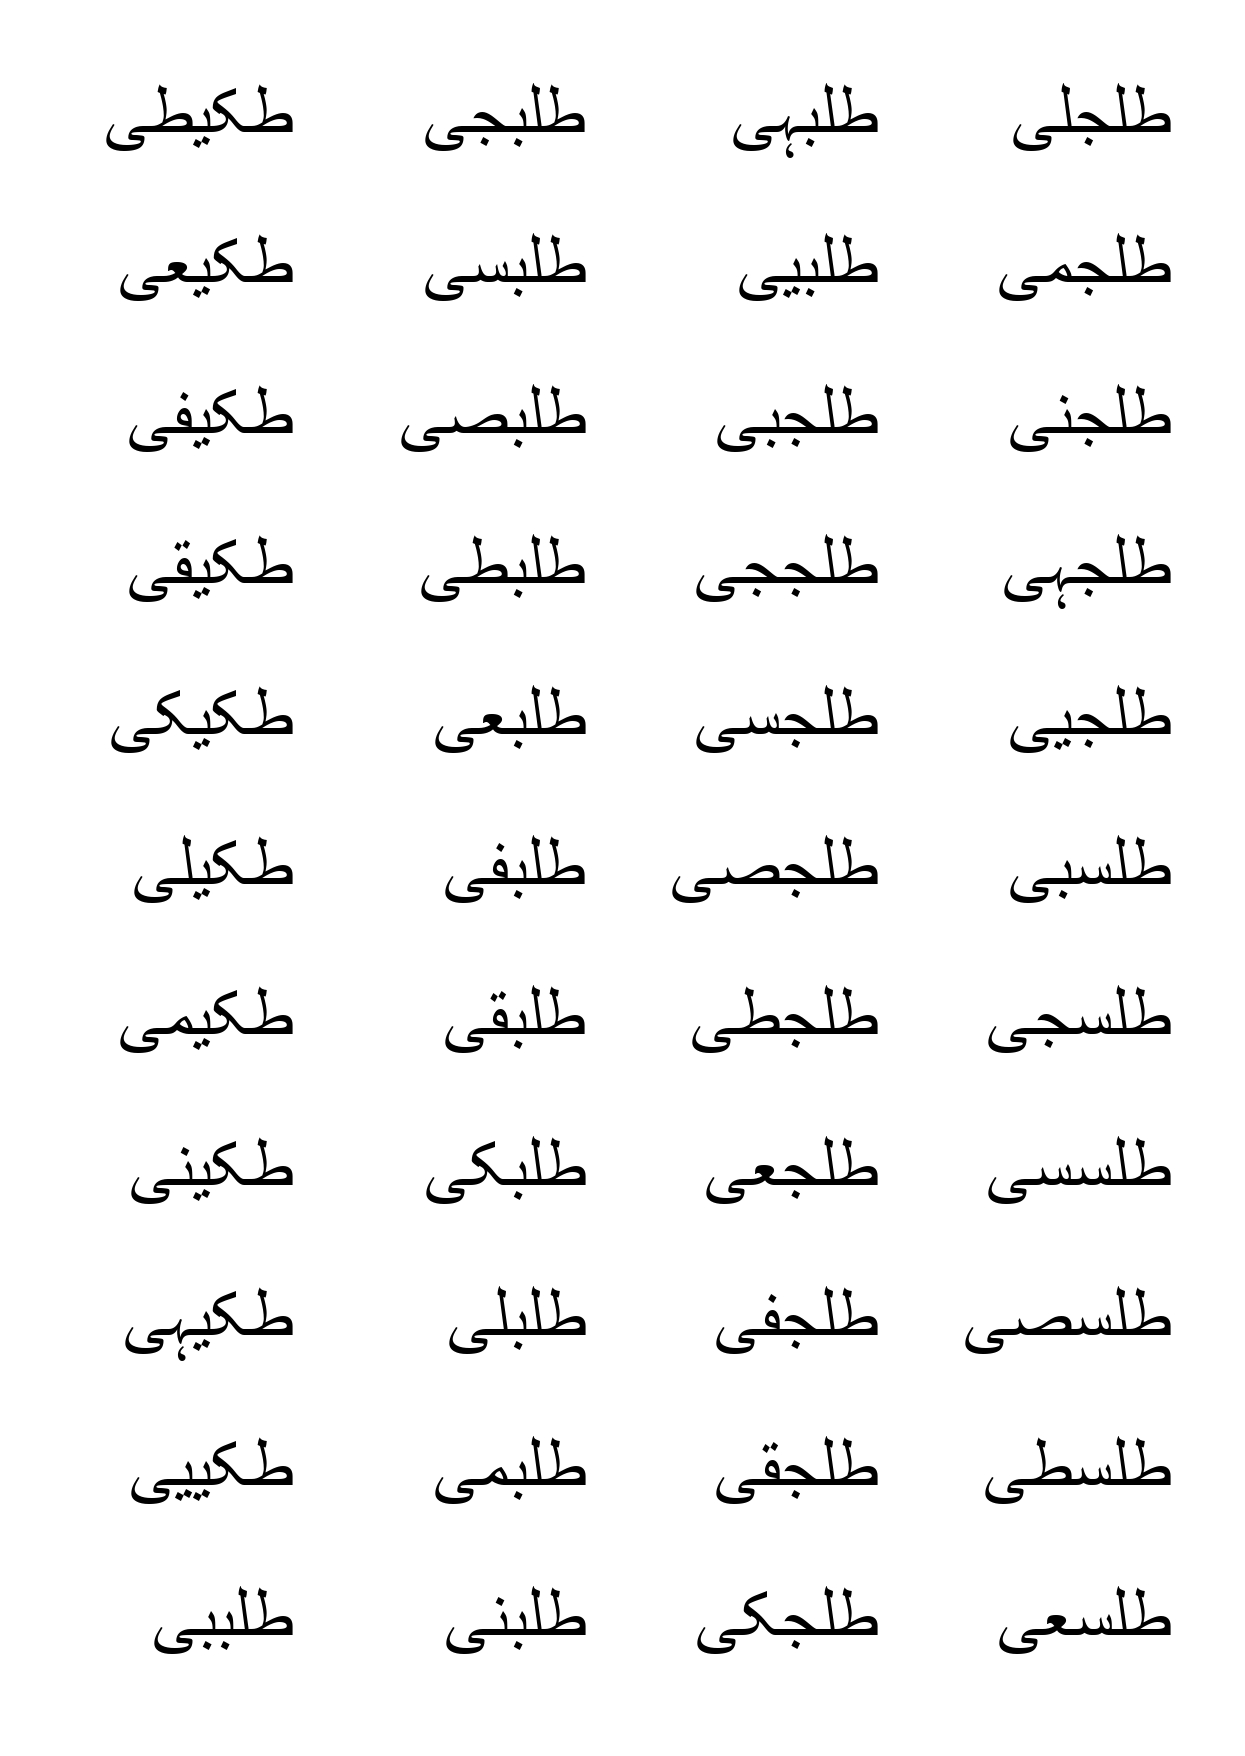 طلجلی طلبہی طلبجی طکیطی
طلجمی طلبیی طلبسی طکیعی
طلجنی طلجبی طلبصی طکیفی
طلجہی طلججی طلبطی طکیقی
طلجیی طلجسی طلبعی طکیکی
طلسبی طلجصی طلبفی طکیلی
طلسجی طلجطی طلبقی طکیمی
طلسسی طلجعی طلبکی طکینی
طلسصی طلجفی طلبلی طکیہی
طلسطی طلجقی طلبمی طکییی
طلسعی طلجکی طلبنی طلببی